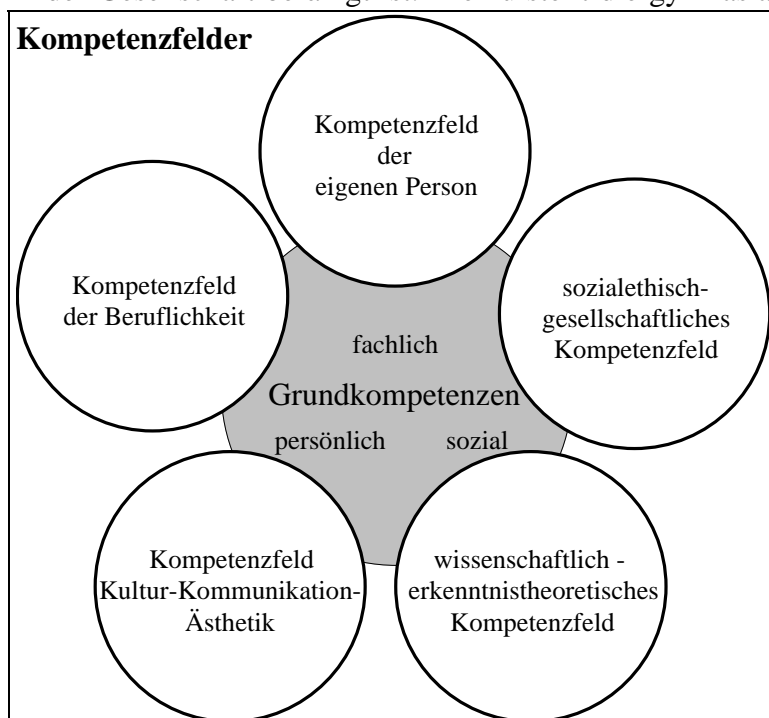 Kompetenzfelder
Kompetenzfeld
der
eigenen Person
Kompetenzfeld
der Beruflichkeit
sozialethisch-
gesellschaftliches
Kompetenzfeld
fachlich
Grundkompetenzen
persönlich sozial
Kompetenzfeld
Kultur-Kommunikation-
Ästhetik
wissenschaftlich -
erkenntnistheoretisches
Kompetenzfeld